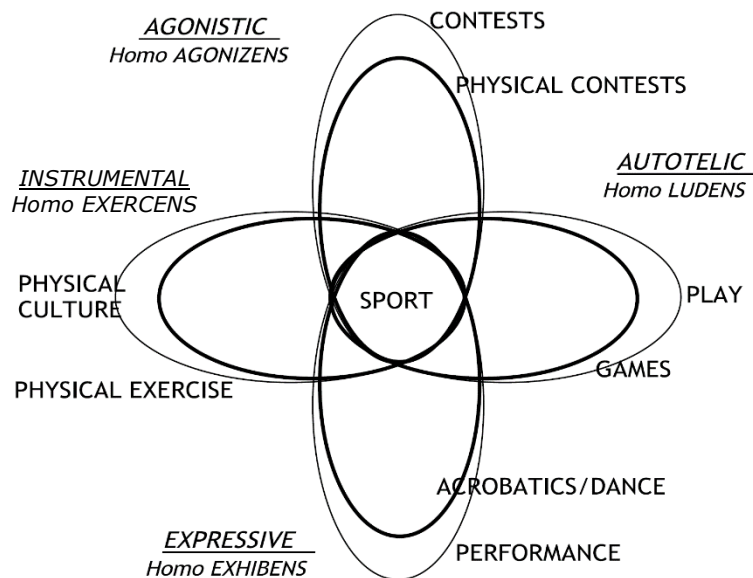 AGONISTIC
Homo AGONIZENS
CONTESTS
PHYSICAL CONTESTS
INSTRUMENTAL
Homo EXERCENS
AUTOTELIC
Homo LUDENS
PHYSICAL
CULTURE
SPORT
PLAY
PHYSICAL EXERCISE
GAMES
ACROBATICS/DANCE
EXPRESSIVE
Homo EXHIBENS
PERFORMANCE